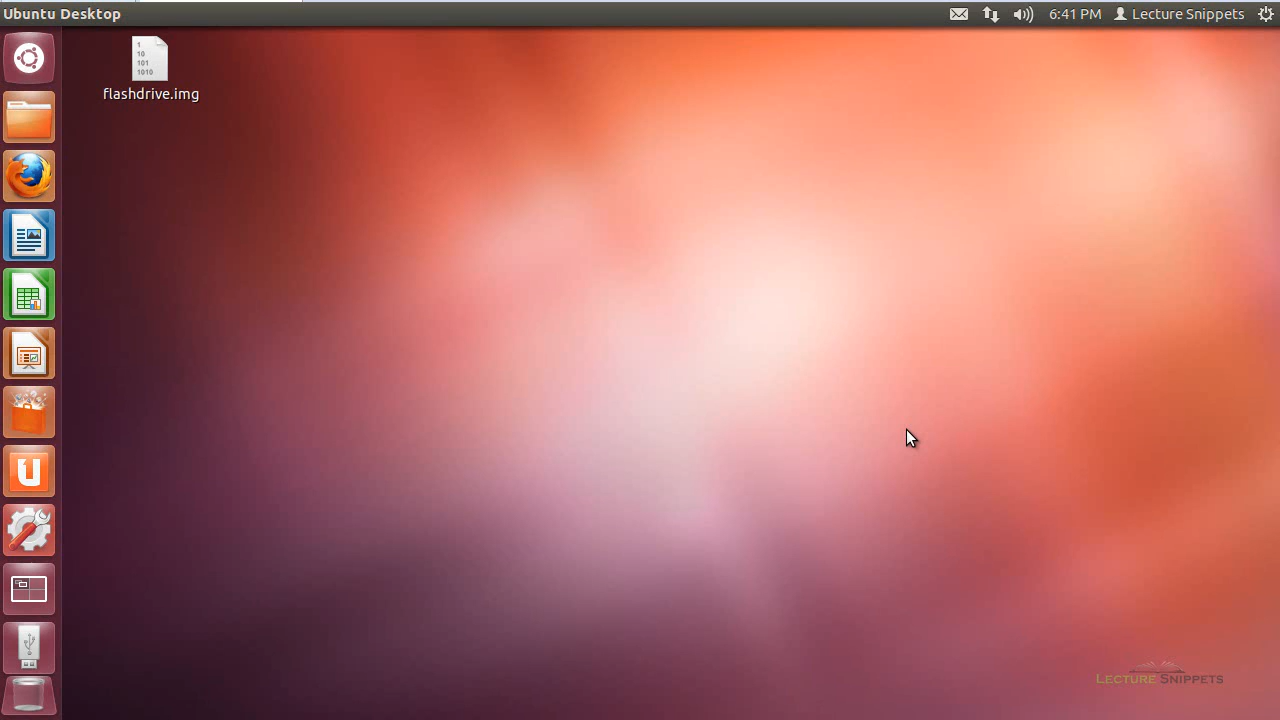 Ubuntu Desktop
6:41 PM
Lecture Snippets
1
10
101
1010
flashdrive.img
LECTURE SNIPPETS